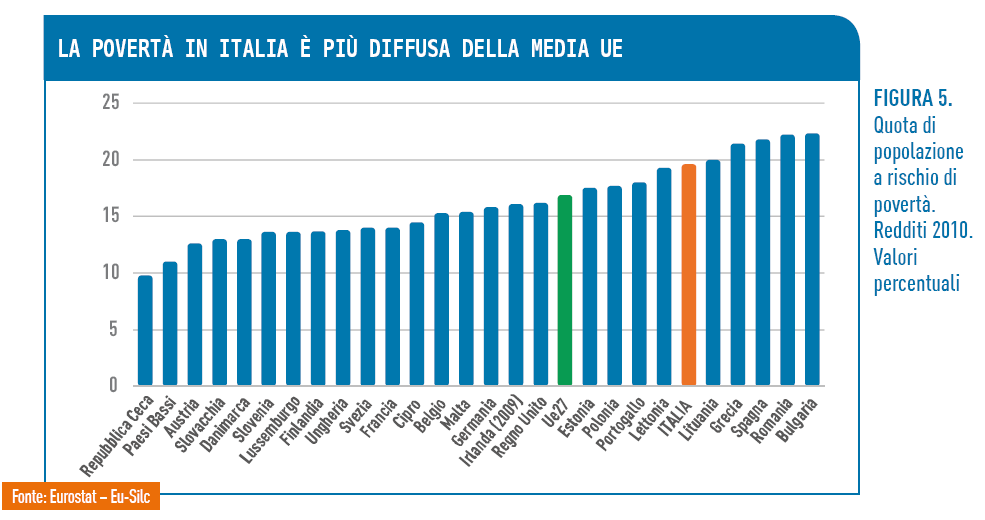 LA POVERTÀ IN ITALIA È PIÙ DIFFUSA DELLA MEDIA UE
FIGURA 5.
Quota di
popolazione
a rischio di
povertà.
Redditi 2010.
Valori
percentuali
25
20
15
10
5
0
Repubblica Ceca
Paesi Bassi
Austria
Slovacchia
Danimarca
Slovenia
Lussemburgo
Finlandia
Ungheria
Svezia
Francia
Cipro
Belgio
Malta
Germania
Irlanda (2009)
Regno Unito
Ue27
Estonia
Polonia
Portogallo
Lettonia
ITALIA
Lituania
Grecia
Spagna
Romania
Bulgaria
Fonte: Eurostat – Eu-Silc